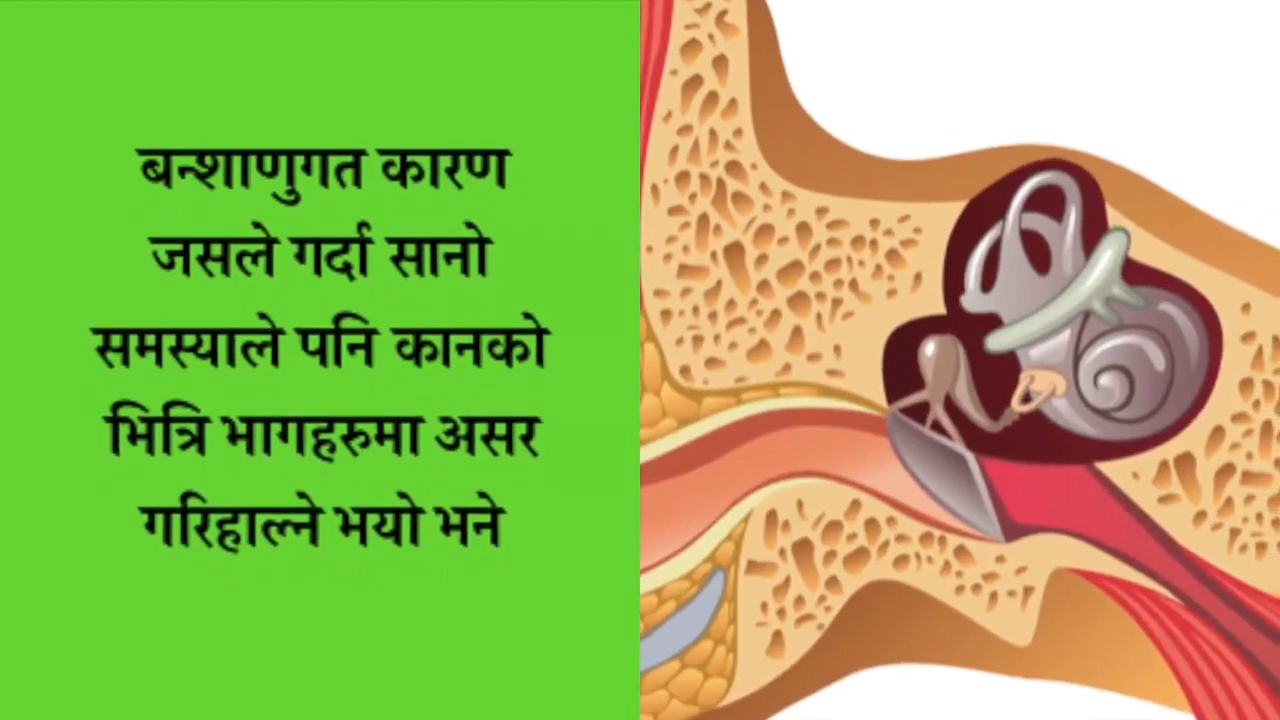 बन्शाणुगत कारण
जसले गर्दा सानो
समस्याले पनि कानको
भित्रि भागहरुमा असर
गरिहाल्ने भयो भने